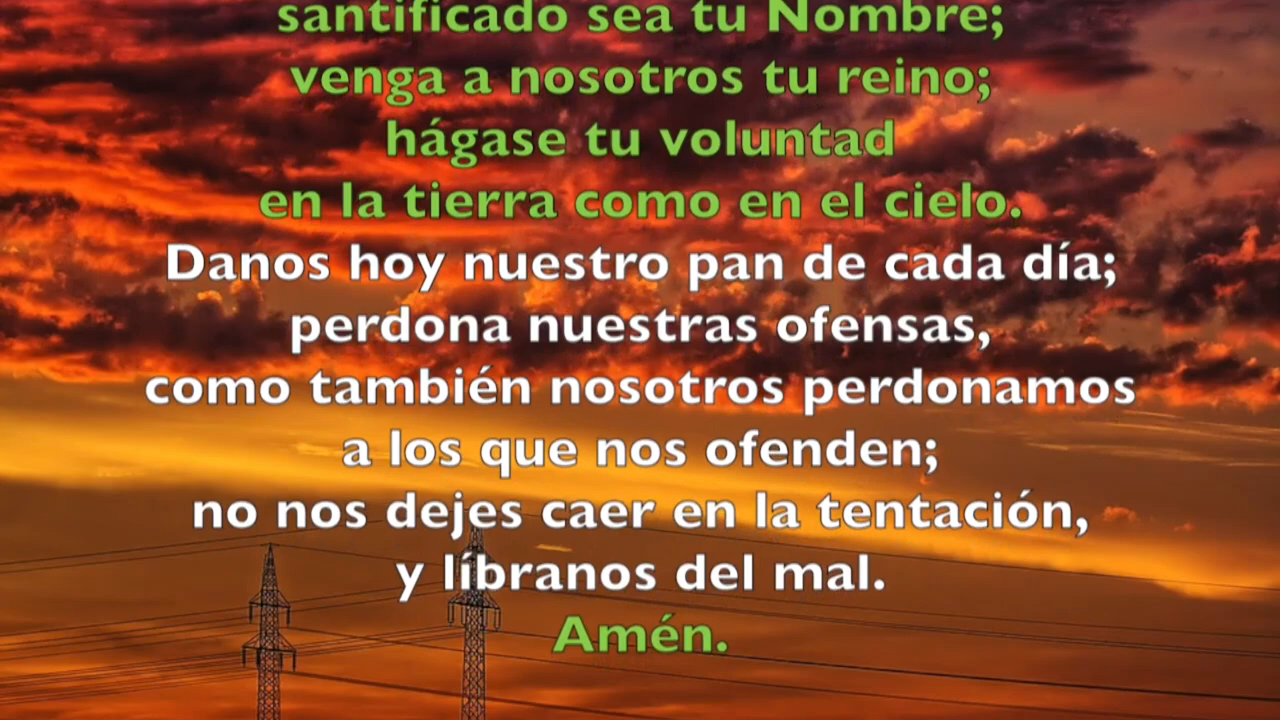 santificado sea tu Nombre;
venga a nosotros tu reino;
hágase tu voluntad
en la tierra como en el cielo.
Danos hoy nuestro pan de cada día;
perdona nuestras ofensas,
como también nosotros perdonamos
a los que nos ofenden;
no nos dejes caer en la tentación,
y líbranos del mal.
Amén.